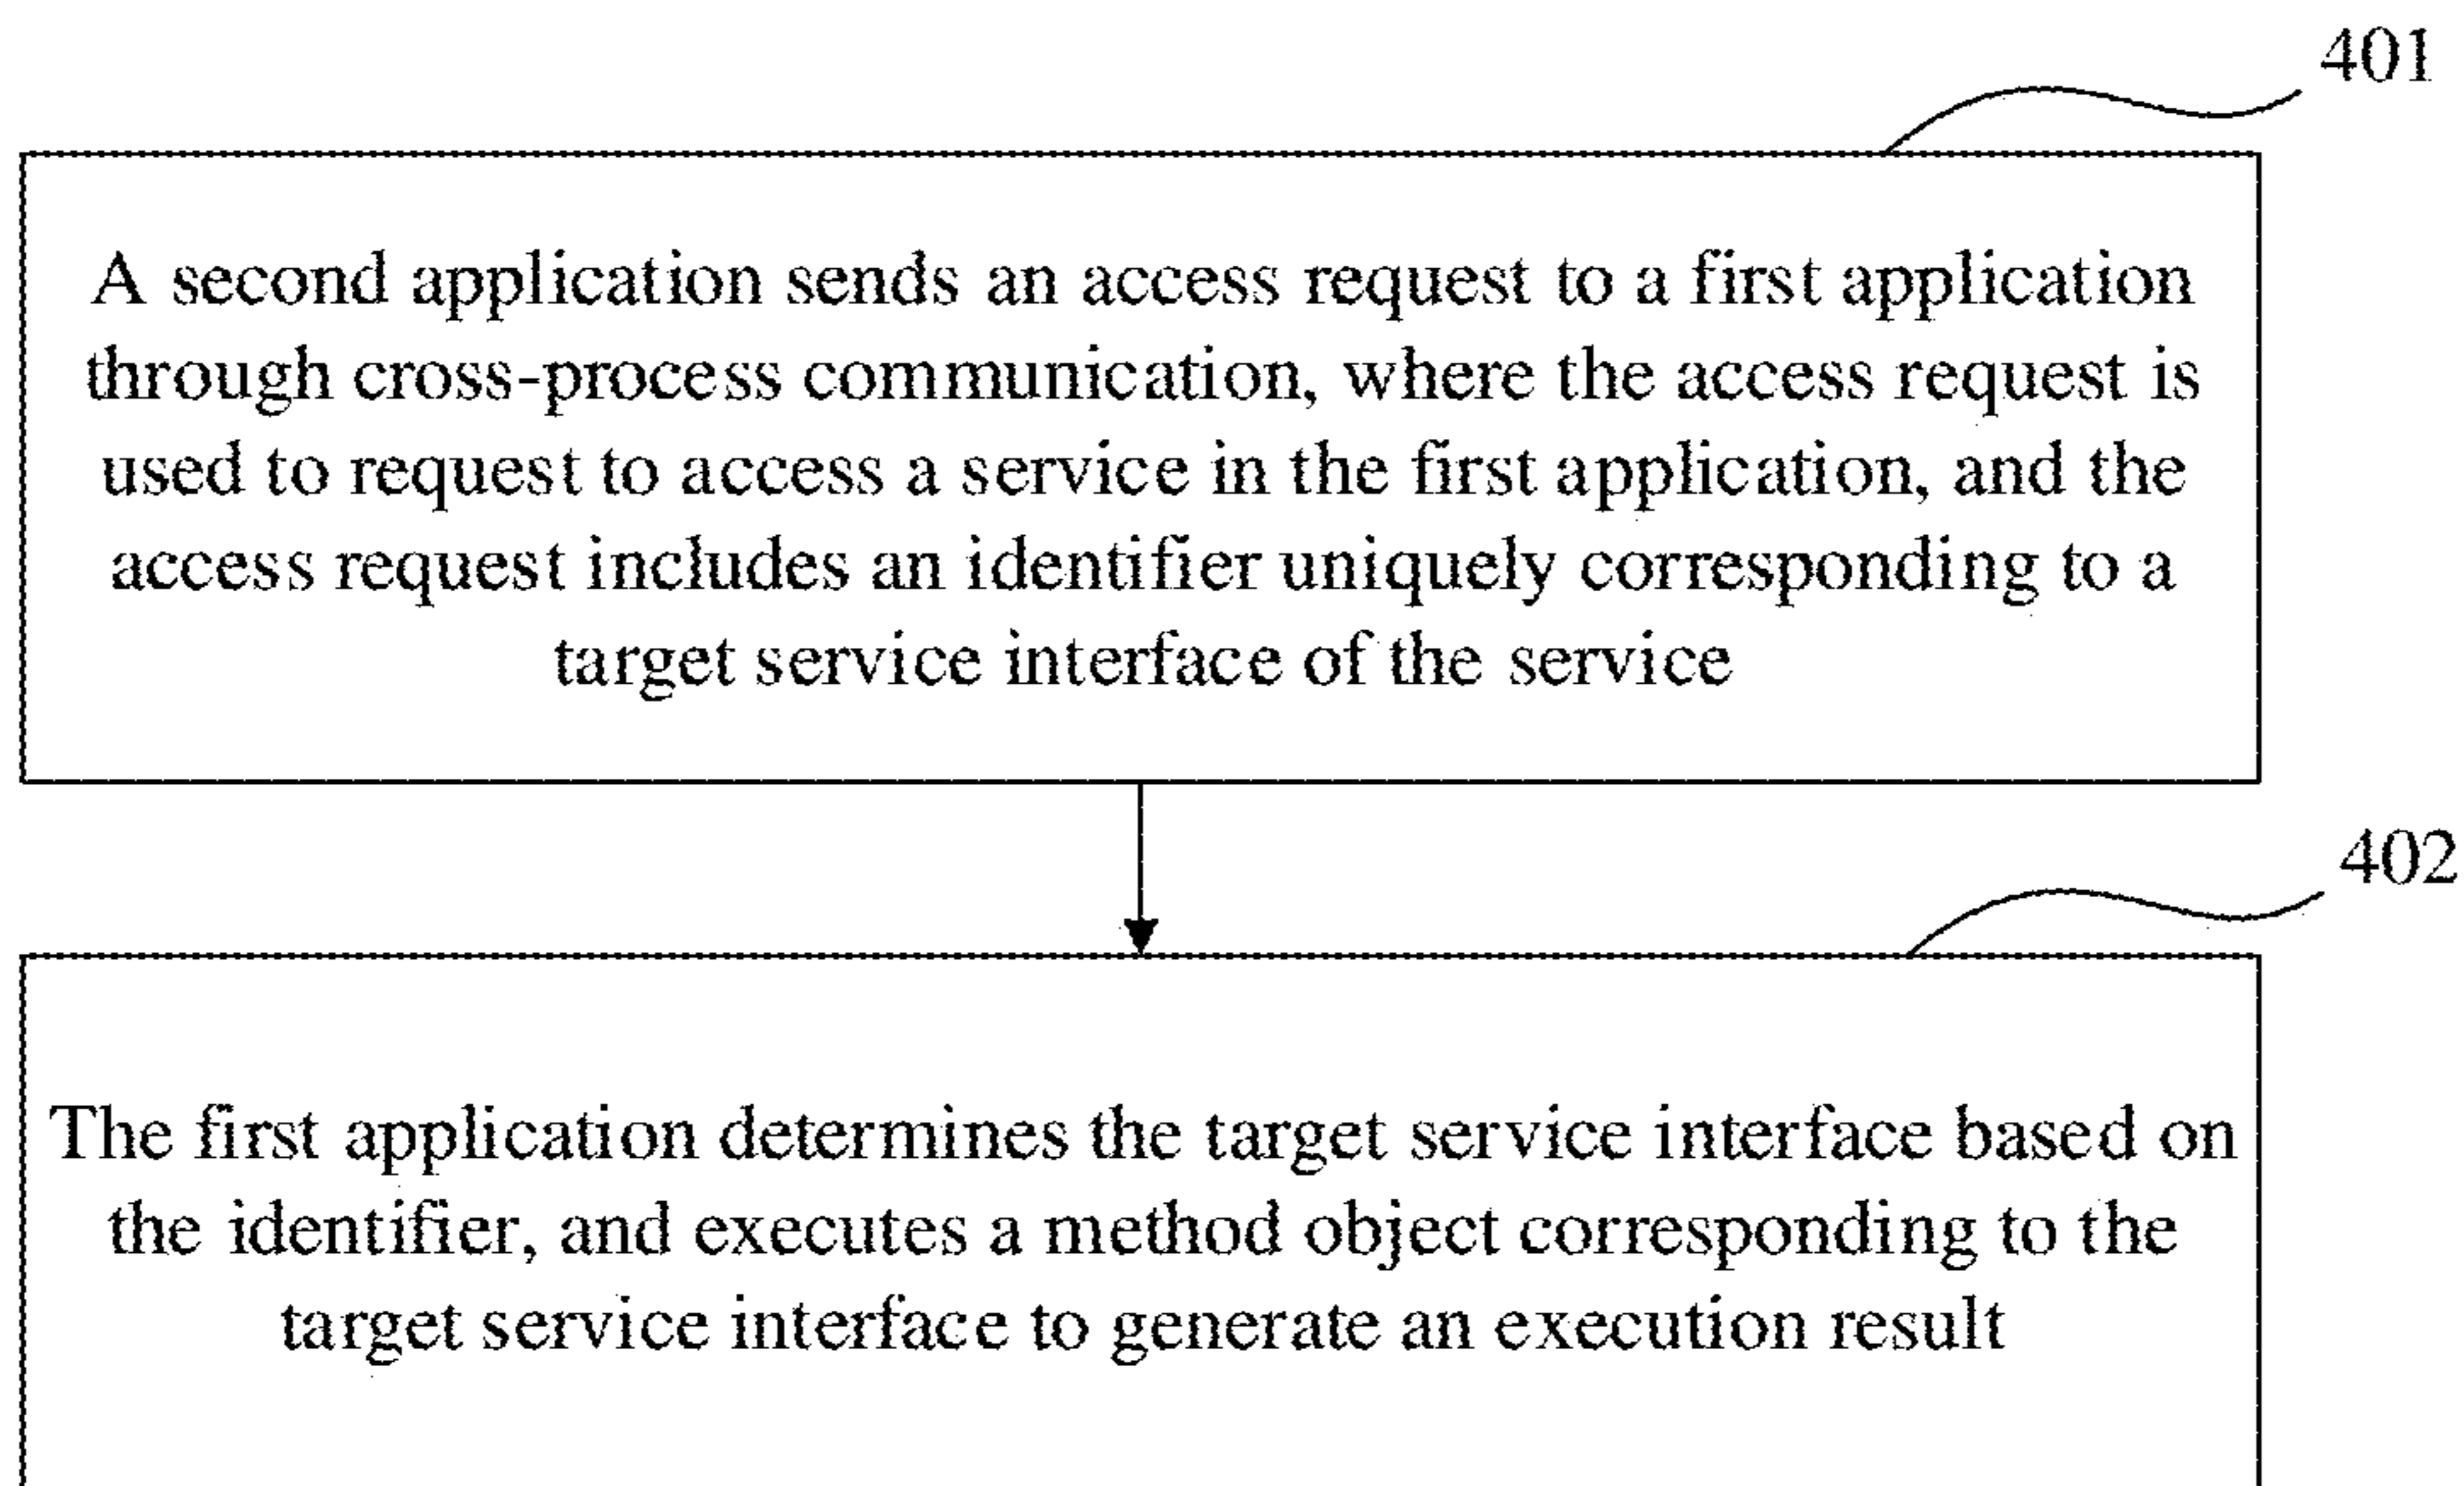 401
A second application sends an access request to a first application
through cross-process communication, where the access request is
used to request to access a service in the first application, and the
access request includes an identifier uniquely corresponding to a
target service interface of the service
402
The first application determines the target service interface based on
the identifier, and executes a method object corresponding to the
target service interface to generate an execution result